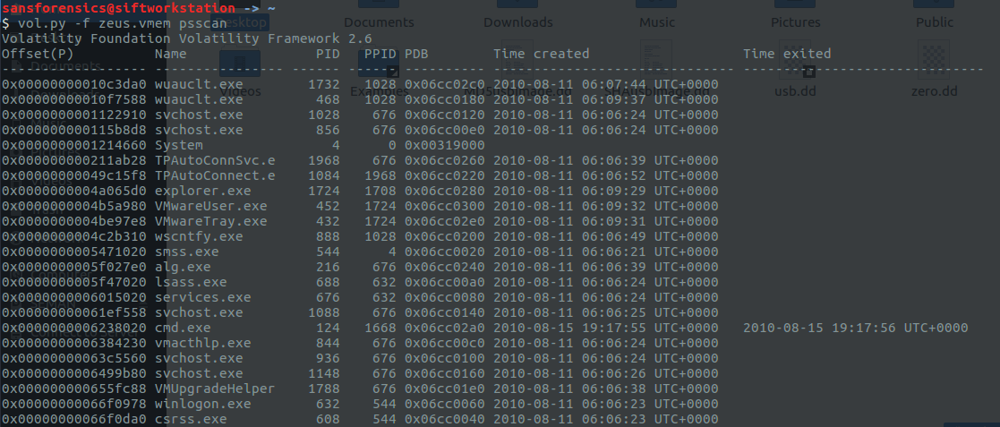 sansforensics@siftworkstation -> ~
$ vol.py -f zeus.vmem psscan
Volatility Foundation Volatility Framework 2.6
Offset(P) Name PID PPID PDB Time created Time exited
------------------ ---------------- ------ ------ ---------- ------------------------------ ------------------------------
0x00000000010c3da0 wuauclt.exe 1732 1028 0x06cc02c0 2010-08-11 06:07:44 UTC+0000
0x00000000010f7588 wuauclt.exe 468 1028 0x06cc0180 2010-08-11 06:09:37 UTC+0000
0x0000000001122910 svchost.exe 1028 676 0x06cc0120 2010-08-11 06:06:24 UTC+0000
0x000000000115b8d8 svchost.exe 856 676 0x06cc00e0 2010-08-11 06:06:24 UTC+0000
0x0000000001214660 System 4 0 0x00319000
0x000000000211ab28 TPAutoConnSvc.e 1968 676 0x06cc0260 2010-08-11 06:06:39 UTC+0000
0x00000000049c15f8 TPAutoConnect.e 1084 1968 0x06cc0220 2010-08-11 06:06:52 UTC+0000
0x0000000004a065d0 explorer.exe 1724 1708 0x06cc0280 2010-08-11 06:09:29 UTC+0000
0x0000000004b5a980 VMwareUser.exe 452 1724 0x06cc0300 2010-08-11 06:09:32 UTC+0000
0x0000000004be97e8 VMwareTray.exe 432 1724 0x06cc02e0 2010-08-11 06:09:31 UTC+0000
0x0000000004c2b310 wscntfy.exe 888 1028 0x06cc0200 2010-08-11 06:06:49 UTC+0000
0x0000000005471020 smss.exe 544 4 0x06cc0020 2010-08-11 06:06:21 UTC+0000
0x0000000005f027e0 alg.exe 216 676 0x06cc0240 2010-08-11 06:06:39 UTC+0000
0x0000000005f47020 lsass.exe 688 632 0x06cc00a0 2010-08-11 06:06:24 UTC+0000
0x0000000006015020 services.exe 676 632 0x06cc0080 2010-08-11 06:06:24 UTC+0000
0x00000000061ef558 svchost.exe 1088 676 0x06cc0140 2010-08-11 06:06:25 UTC+0000
0x0000000006238020 cmd.exe 124 1668 0x06cc02a0 2010-08-15 19:17:55 UTC+0000 2010-08-15 19:17:56 UTC+0000
0x0000000006384230 vmacthlp.exe 844 676 0x06cc00c0 2010-08-11 06:06:24 UTC+0000
0x00000000063c5560 svchost.exe 936 676 0x06cc0100 2010-08-11 06:06:24 UTC+0000
0x0000000006499b80 svchost.exe 1148 676 0x06cc0160 2010-08-11 06:06:26 UTC+0000
0x000000000655fc88 VMUpgradeHelper 1788 676 0x06cc01e0 2010-08-11 06:06:38 UTC+0000
0x00000000066f0978 winlogon.exe 632 544 0x06cc0060 2010-08-11 06:06:23 UTC+0000
0x00000000066f0da0 csrss.exe 608 544 0x06cc0040 2010-08-11 06:06:23 UTC+0000
Desktop
Documents
Downloads
Music
Pictures
Public
Videos
Examples
usb.dd
zero.dd